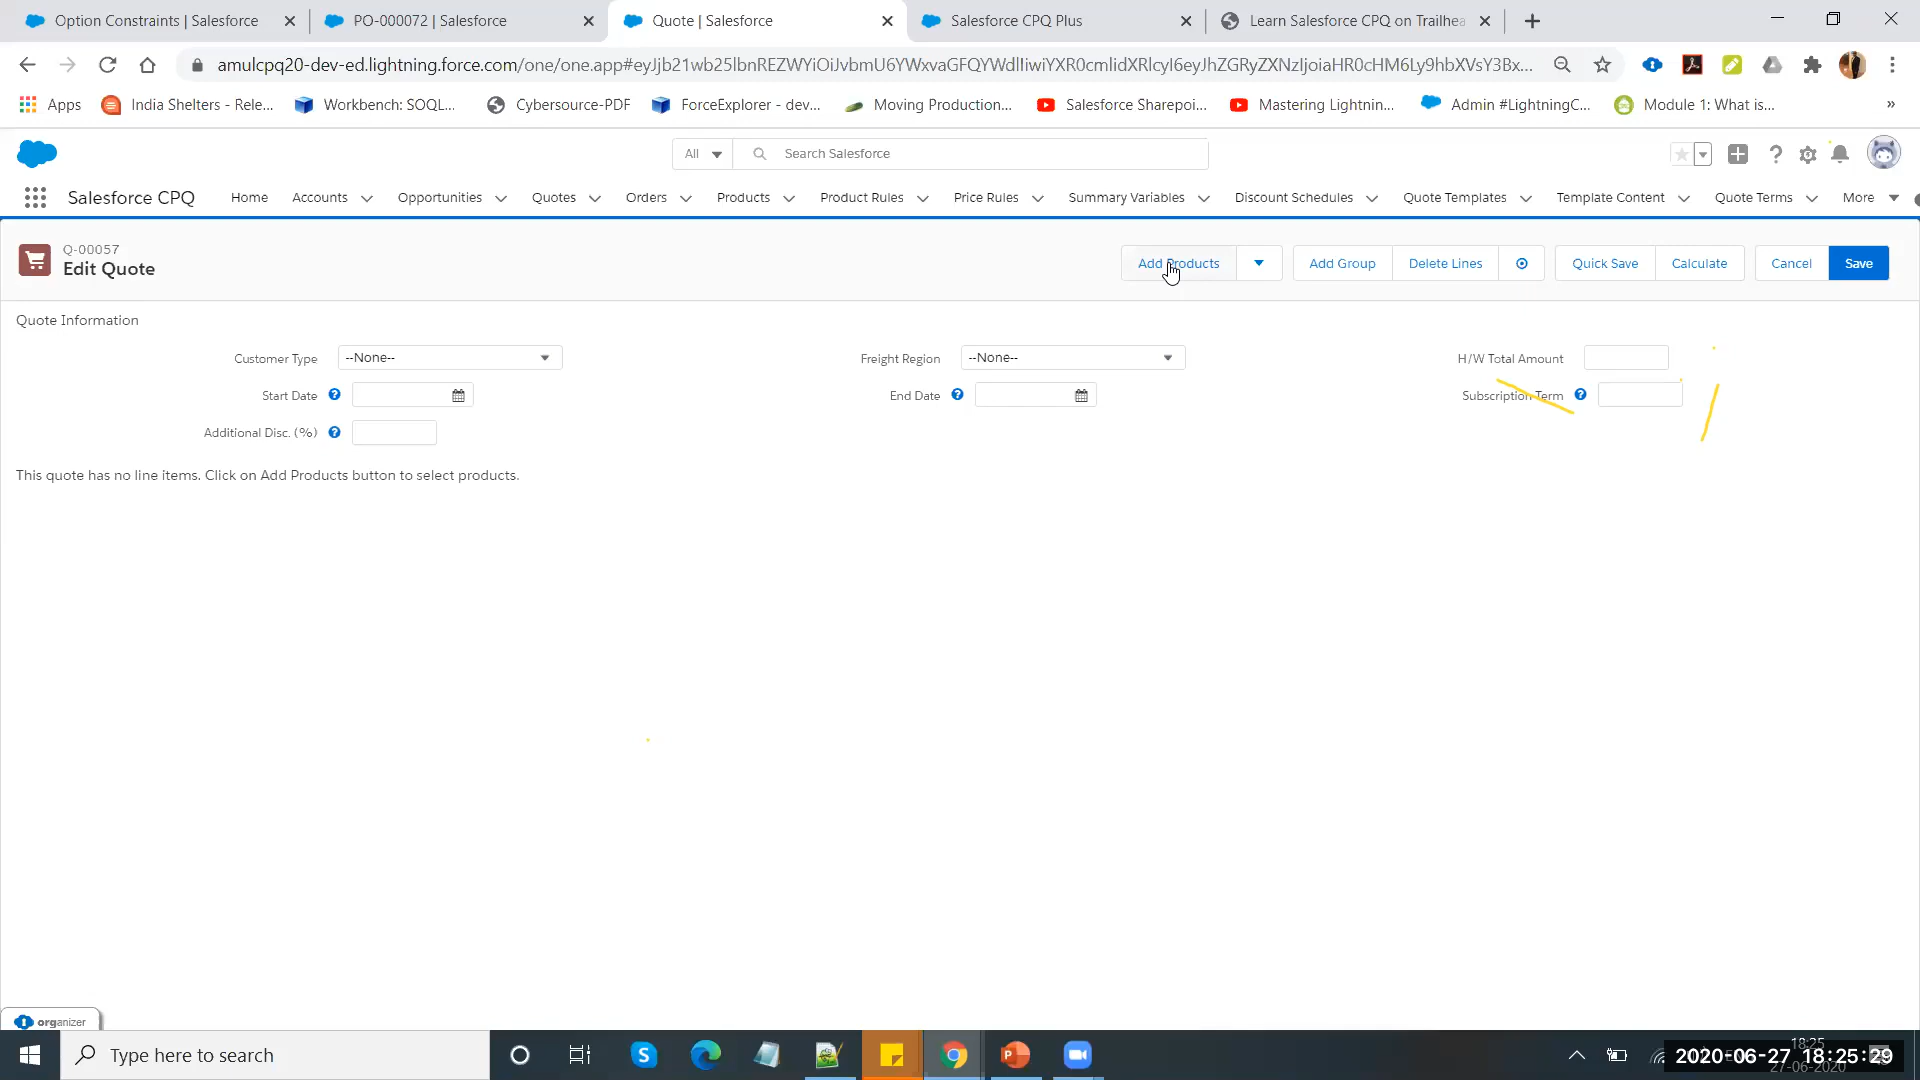 Option Constraints | Salesforce
PO-000072 | Salesforce
Quote | Salesforce
Salesforce CPQ Plus
Learn Salesforce CPQ on Trailhea
amulcpq20-dev-ed.lightning.force.com/one/one.app#eyJjb21wb25lbnREZWYiOiJvbmU6YWxvaGFQYWdlIiwiYXR0cmlidXRlcyI6eyJhZGRyZXNzIjoiaHR0cHM6Ly9hbXVsY3Bx...
Apps
India Shelters - Rele...
Workbench: SOQL...
Cybersource-PDF
ForceExplorer - dev...
Moving Production...
Salesforce Sharepoi...
Mastering Lightnin...
Admin #LightningC...
Module 1: What is...
»
All
Search Salesforce
Salesforce CPQ
Home
Accounts
Opportunities
Quotes
Orders
Products
Product Rules
Price Rules
Summary Variables
Discount Schedules
Quote Templates
Template Content
Quote Terms
More
Q-00057
Edit Quote
Add Products
Add Group
Delete Lines
Quick Save
Calculate
Cancel
Save
Quote Information
Customer Type
--None--
Freight Region
--None--
H/W Total Amount
Start Date
End Date
Subscription Term
Additional Disc. (%)
This quote has no line items. Click on Add Products button to select products.
organizer
Type here to search
18:25
2020-06-27 18:25:29
27-06-2020